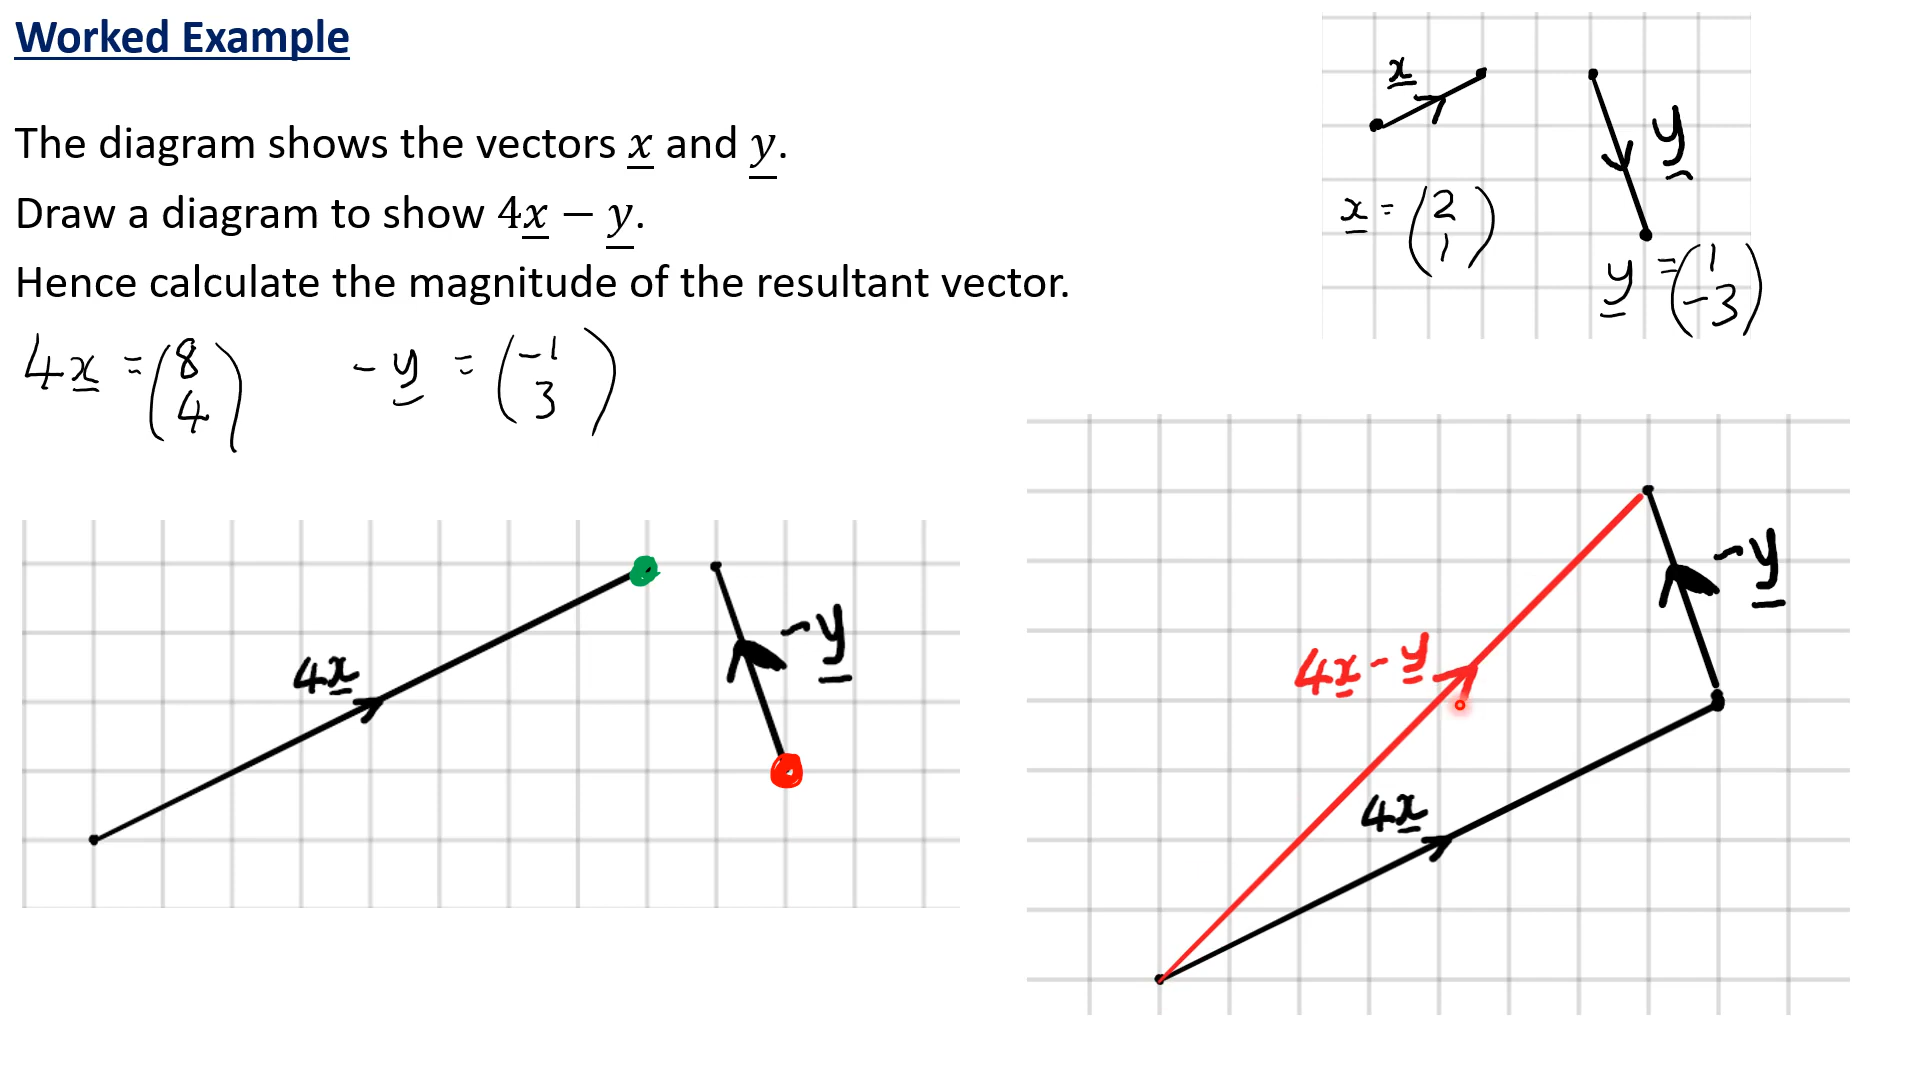 Worked Example
The diagram shows the vectors x and y.
Draw a diagram to show 4x − y.
Hence calculate the magnitude of the resultant vector.
4x = (8
4)
-y = (-1
3)
x
y
x = (2
1)
y = (1
-3)
4x
-y
4x - y
-y
4x